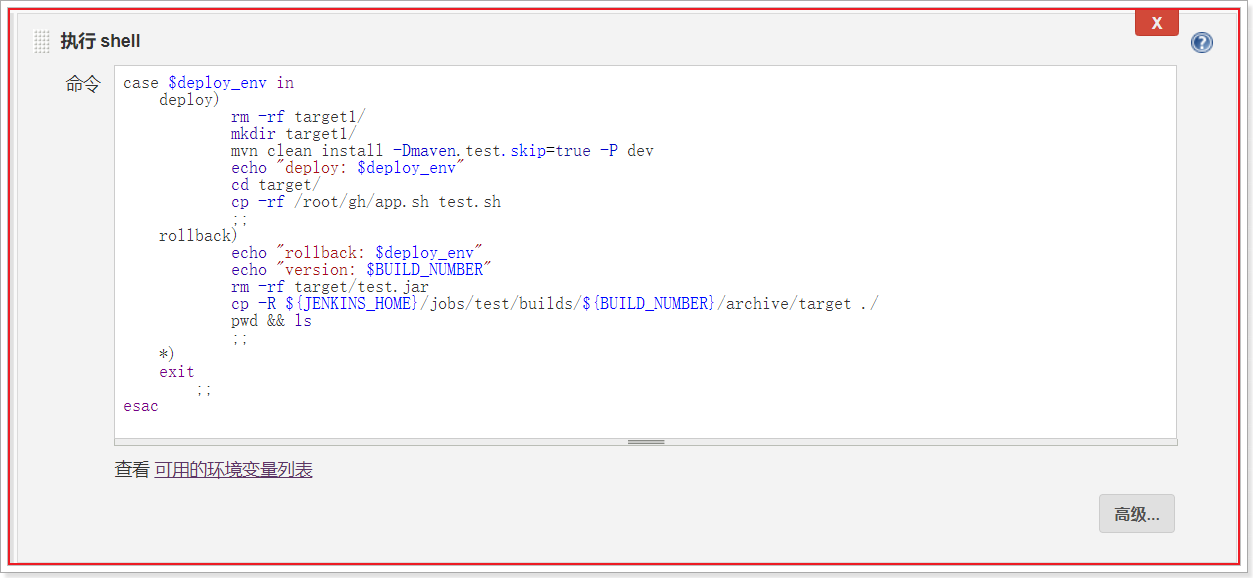 X
执行 shell
命令
case $deploy_env in
    deploy)
            rm -rf target1/
            mkdir target1/
            mvn clean install -Dmaven.test.skip=true -P dev
            echo "deploy: $deploy_env"
            cd target/
            cp -rf /root/gh/app.sh test.sh
            ;;
    rollback)
            echo "rollback: $deploy_env"
            echo "version: $BUILD_NUMBER"
            rm -rf target/test.jar
            cp -R ${JENKINS_HOME}/jobs/test/builds/${BUILD_NUMBER}/archive/target ./
            pwd && ls
            ;;
    *)
    exit
        ;;
esac
查看 可用的环境变量列表
高级...